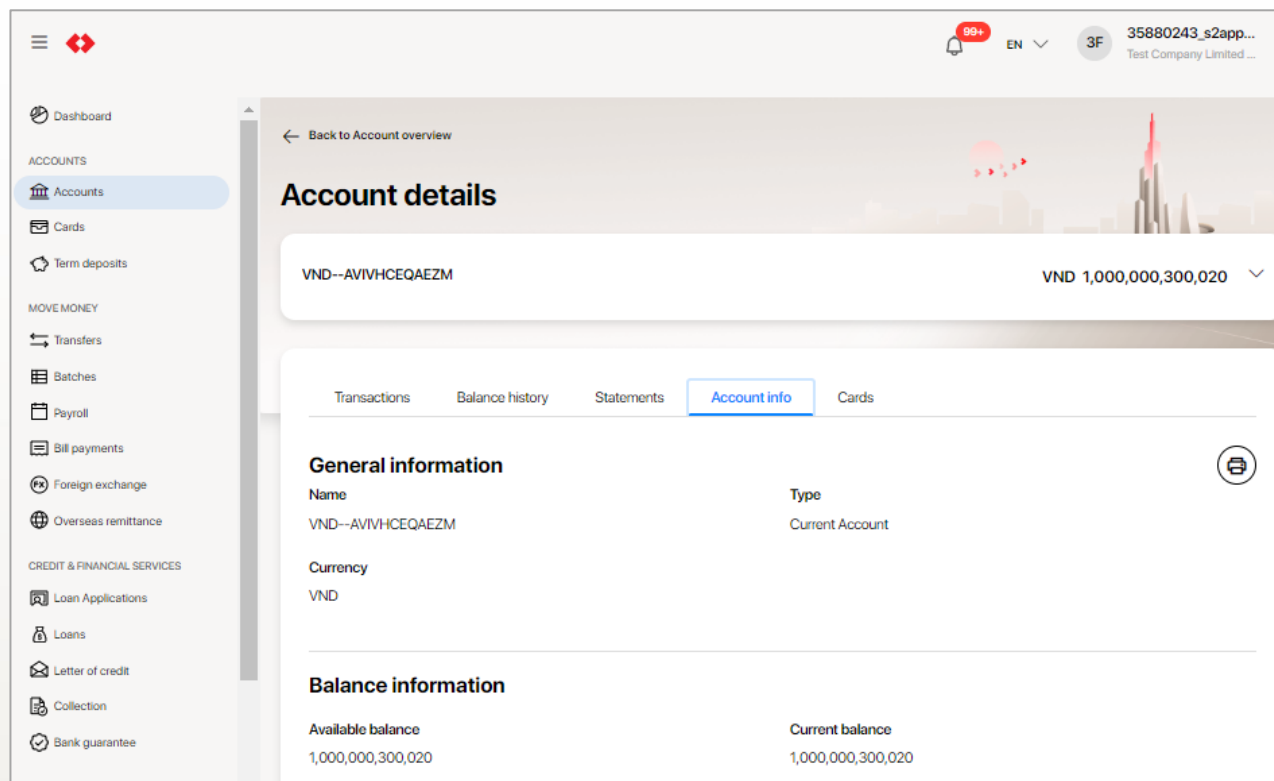 99+
EN
3F
35880243_s2app...
Test Company Limited ...
Dashboard
ACCOUNTS
Accounts
Cards
Term deposits
MOVE MONEY
Transfers
Batches
Payroll
Bill payments
FX
Foreign exchange
Overseas remittance
CREDIT & FINANCIAL SERVICES
Loan Applications
Loans
Letter of credit
Collection
Bank guarantee
Back to Account overview
Account details
VND--AVIVHCEQAEZM
VND 1,000,000,300,020
Transactions Balance history Statements Account info Cards
General information
Name Type
VND--AVIVHCEQAEZM Current Account
Currency
VND
Balance information
Available balance Current balance
1,000,000,300,020 1,000,000,300,020